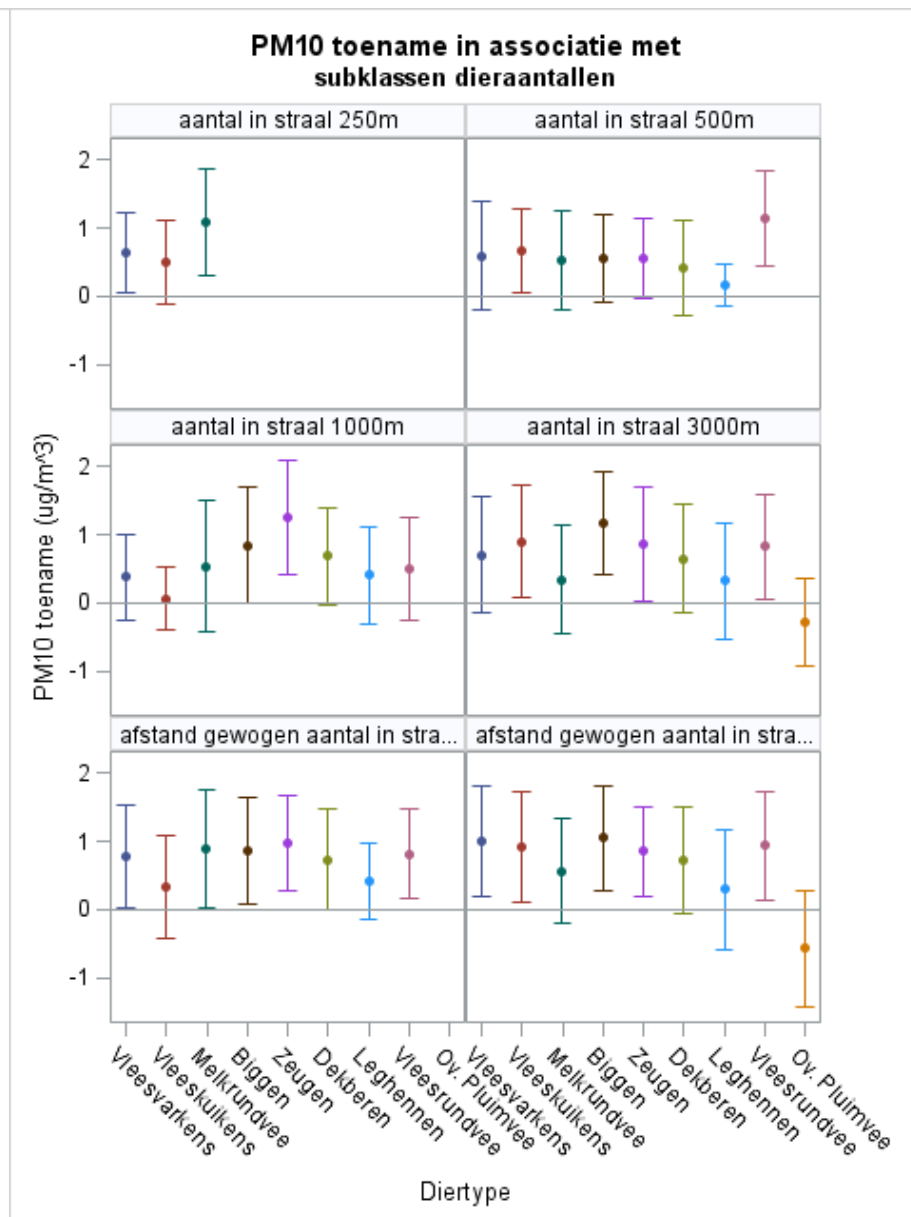 PM10 toename in associatie met
subklassen dieraantallen
aantal in straal 250m
aantal in straal 500m
2
1
0
-1
aantal in straal 1000m
aantal in straal 3000m
2
1
0
-1
afstand gewogen aantal in stra...
afstand gewogen aantal in stra...
2
1
0
-1
PM10 toename (ug/m^3)
Vleesvarkens
Vleeskuikens
Melkrundvee
Biggen
Zeugen
Dekberen
Leghennen
Vleesrundvee
Ov. Pluimvee
Vleesvarkens
Vleeskuikens
Melkrundvee
Biggen
Zeugen
Dekberen
Leghennen
Vleesrundvee
Ov. Pluimvee
Diertype